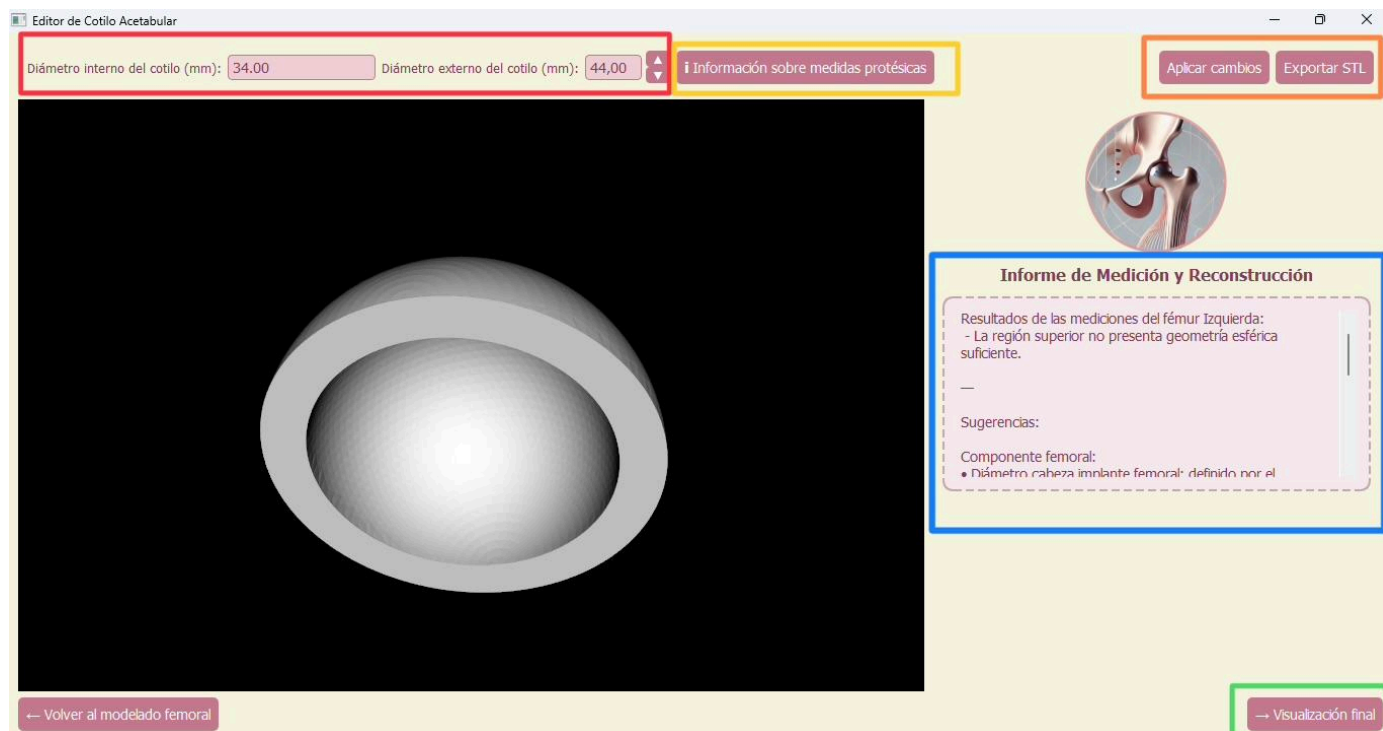 Editor de Cotilo Acetabular
Diámetro interno del cotilo (mm): 34.00 Diámetro externo del cotilo (mm): 44,00 i Información sobre medidas protésicas Aplicar cambios Exportar STL
Informe de Medición y Reconstrucción
Resultados de las mediciones del fémur Izquierda:
- La región superior no presenta geometría esférica
suficiente.
—
Sugerencias:
Componente femoral:
• Diámetro cabeza implante femoral: definido por el
← Volver al modelado femoral → Visualización final